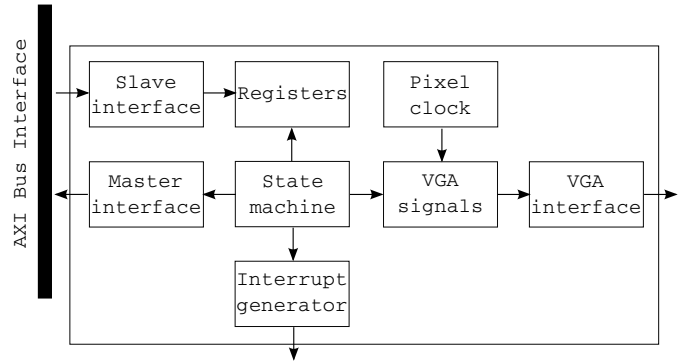 AXI Bus Interface
Slave
interface
Registers
Pixel
clock
Master
interface
State
machine
VGA
signals
VGA
interface
Interrupt
generator